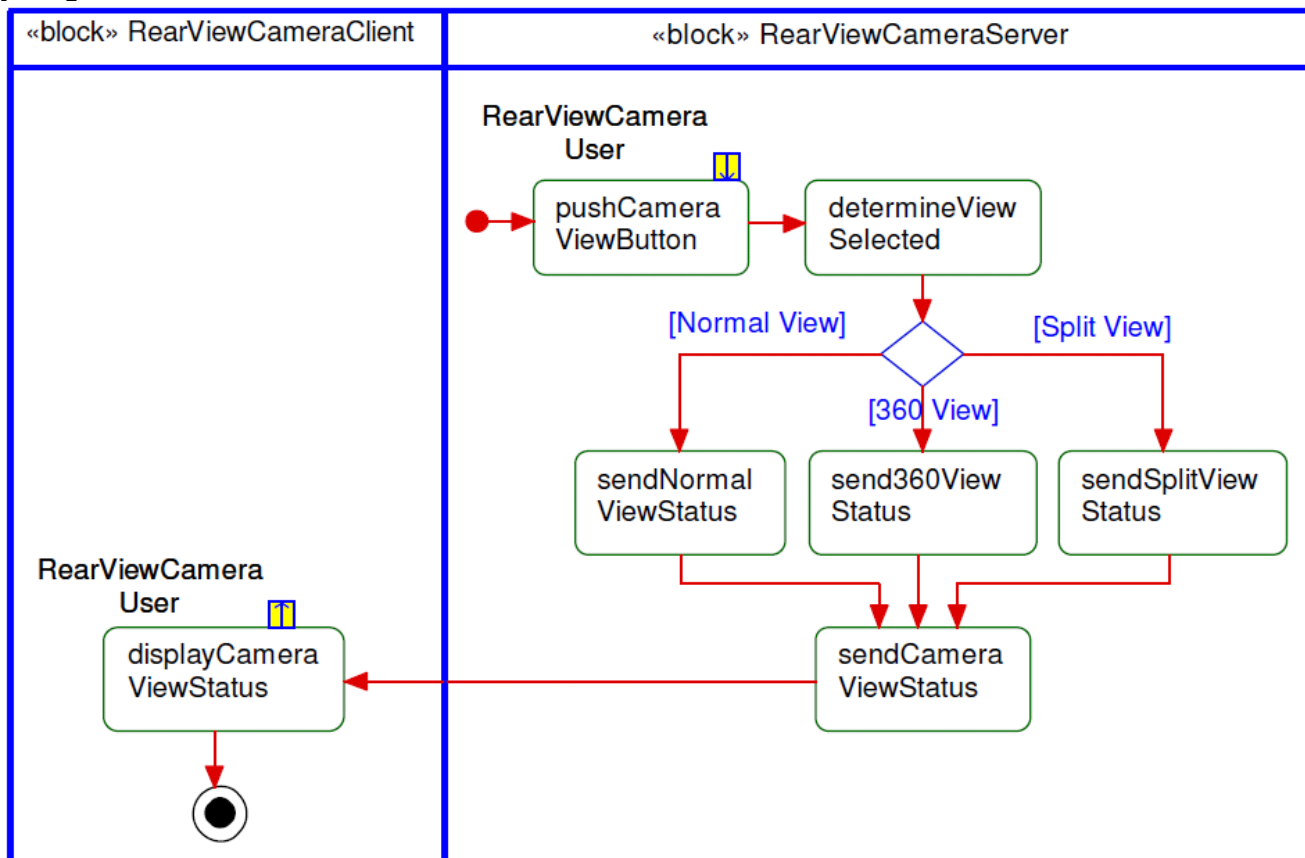 «block» RearViewCameraClient
«block» RearViewCameraServer
RearViewCamera
User
pushCamera
ViewButton
determineView
Selected
[Normal View]
[Split View]
[360 View]
sendNormal
ViewStatus
send360View
Status
sendSplitView
Status
RearViewCamera
User
displayCamera
ViewStatus
sendCamera
ViewStatus